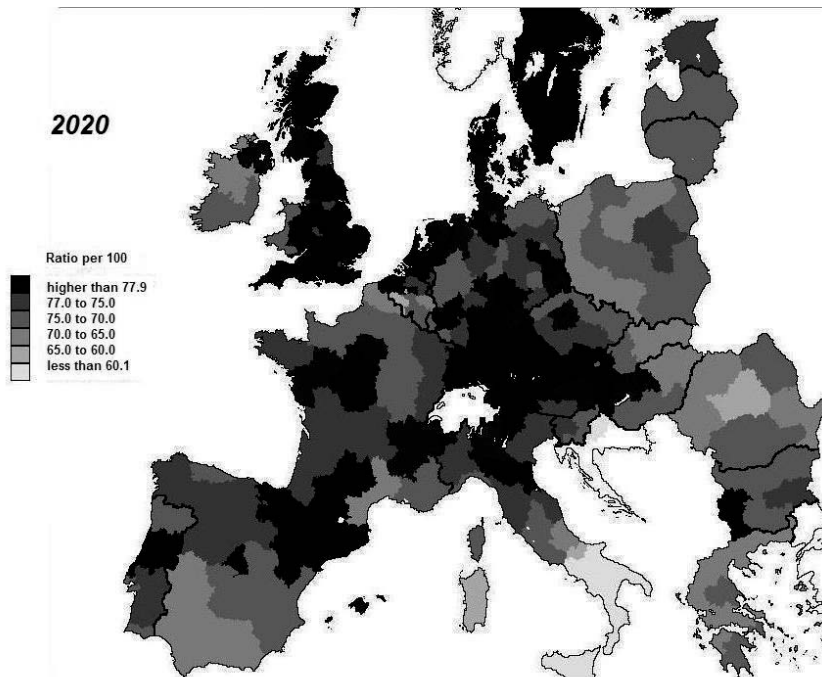 2020
Ratio per 100
higher than 77.9
77.0 to 75.0
75.0 to 70.0
70.0 to 65.0
65.0 to 60.0
less than 60.1